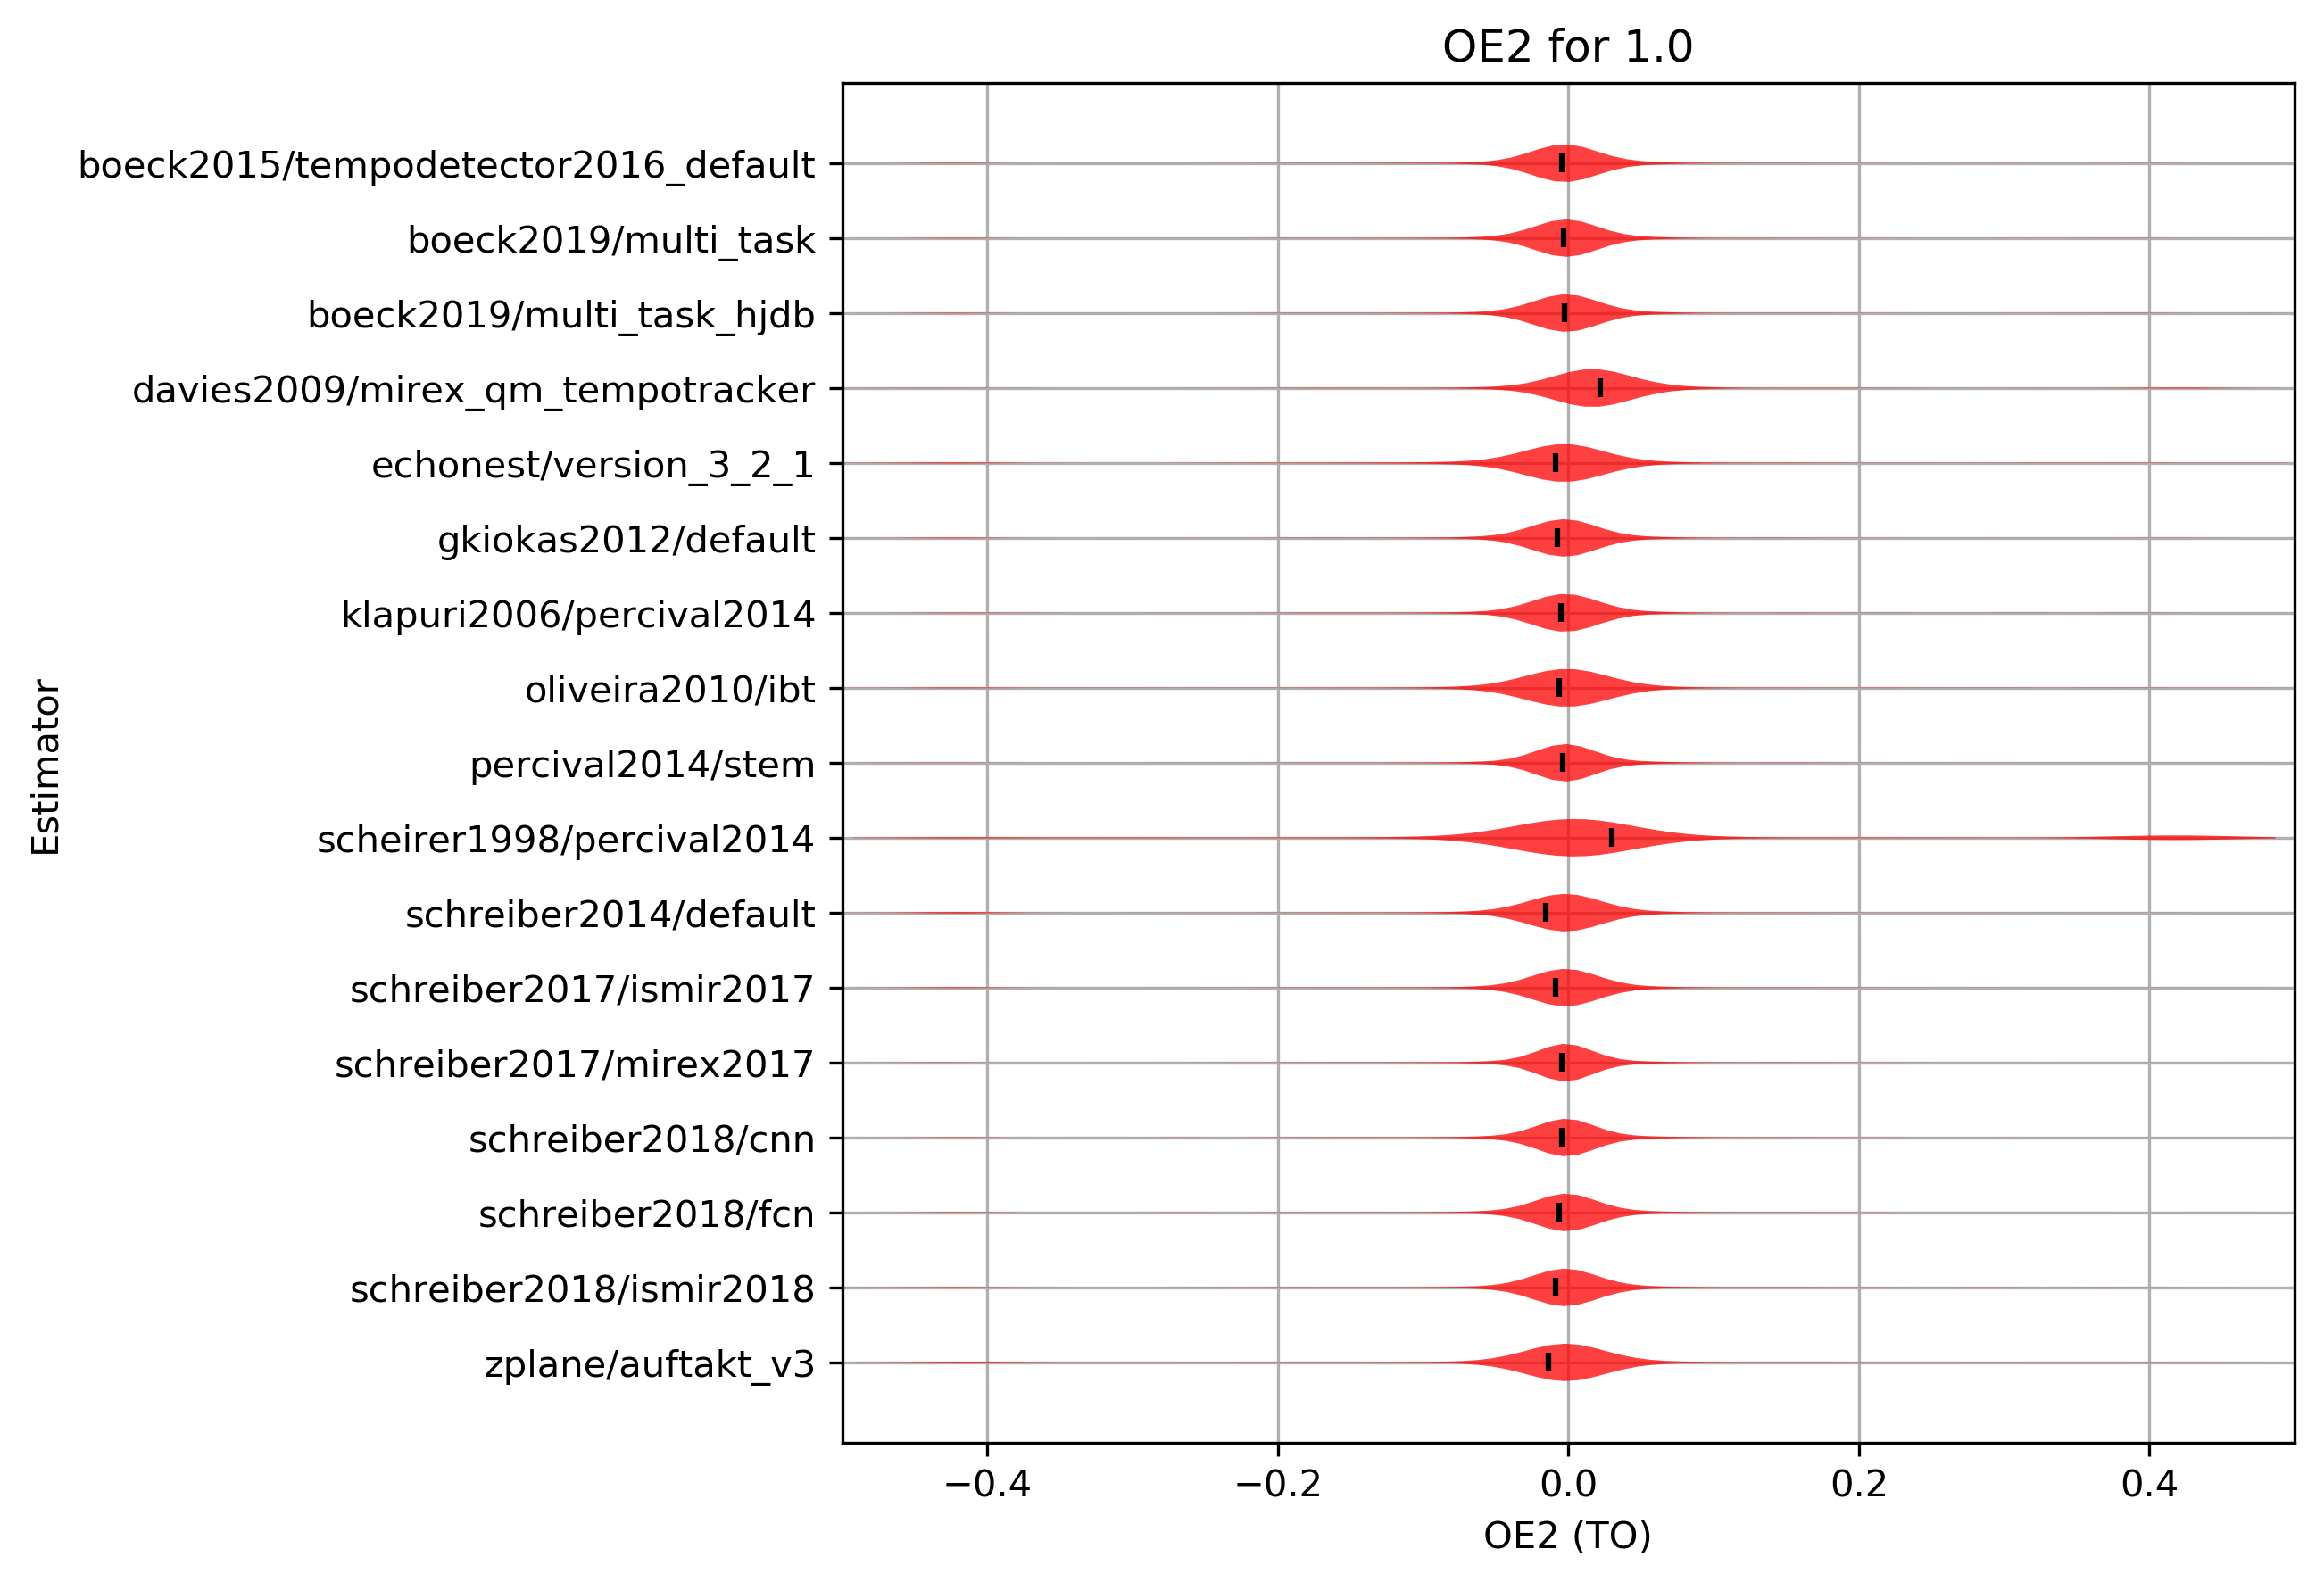 OE2 for 1.0
boeck2015/tempodetector2016_default
boeck2019/multi_task
boeck2019/multi_task_hjdb
davies2009/mirex_qm_tempotracker
echonest/version_3_2_1
gkiokas2012/default
klapuri2006/percival2014
oliveira2010/ibt
percival2014/stem
scheirer1998/percival2014
schreiber2014/default
schreiber2017/ismir2017
schreiber2017/mirex2017
schreiber2018/cnn
schreiber2018/fcn
schreiber2018/ismir2018
zplane/auftakt_v3
Estimator
−0.4 −0.2 0.0 0.2 0.4
OE2 (TO)